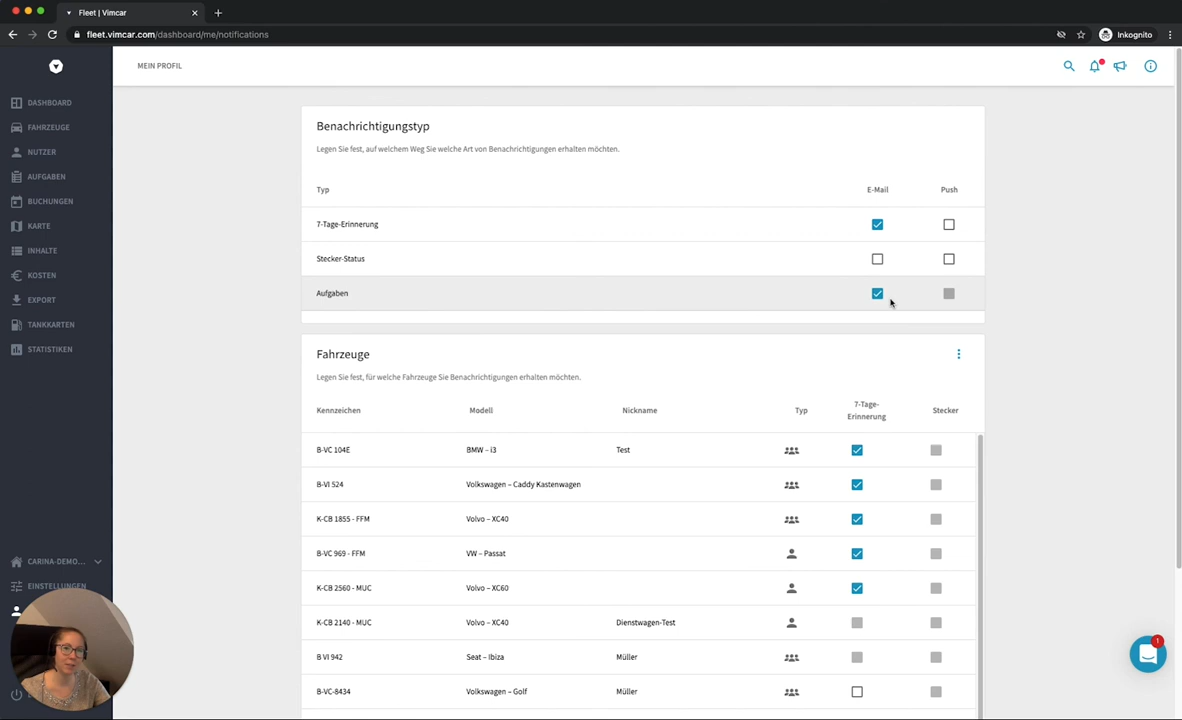 Fleet | Vimcar
fleet.vimcar.com/dashboard/me/notifications
Inkognito
MEIN PROFIL
DASHBOARD
FAHRZEUGE
NUTZER
AUFGABEN
BUCHUNGEN
KARTE
INHALTE
KOSTEN
EXPORT
TANKKARTEN
STATISTIKEN
CARINA-DEMO...
EINSTELLUNGEN
Benachrichtigungstyp
Legen Sie fest, auf welchem Weg Sie welche Art von Benachrichtigungen erhalten möchten.
Typ E-Mail Push
7-Tage-Erinnerung
Stecker-Status
Aufgaben
Fahrzeuge
Legen Sie fest, für welche Fahrzeuge Sie Benachrichtigungen erhalten möchten.
Kennzeichen Modell Nickname Typ 7-Tage-
Erinnerung Stecker
B-VC 104E BMW – i3 Test
B-VI 524 Volkswagen – Caddy Kastenwagen
K-CB 1855 - FFM Volvo – XC40
B-VC 969 - FFM VW – Passat
K-CB 2560 - MUC Volvo – XC60
K-CB 2140 - MUC Volvo – XC40 Dienstwagen-Test
B VI 942 Seat – Ibiza Müller
B-VC-8434 Volkswagen – Golf Müller
1